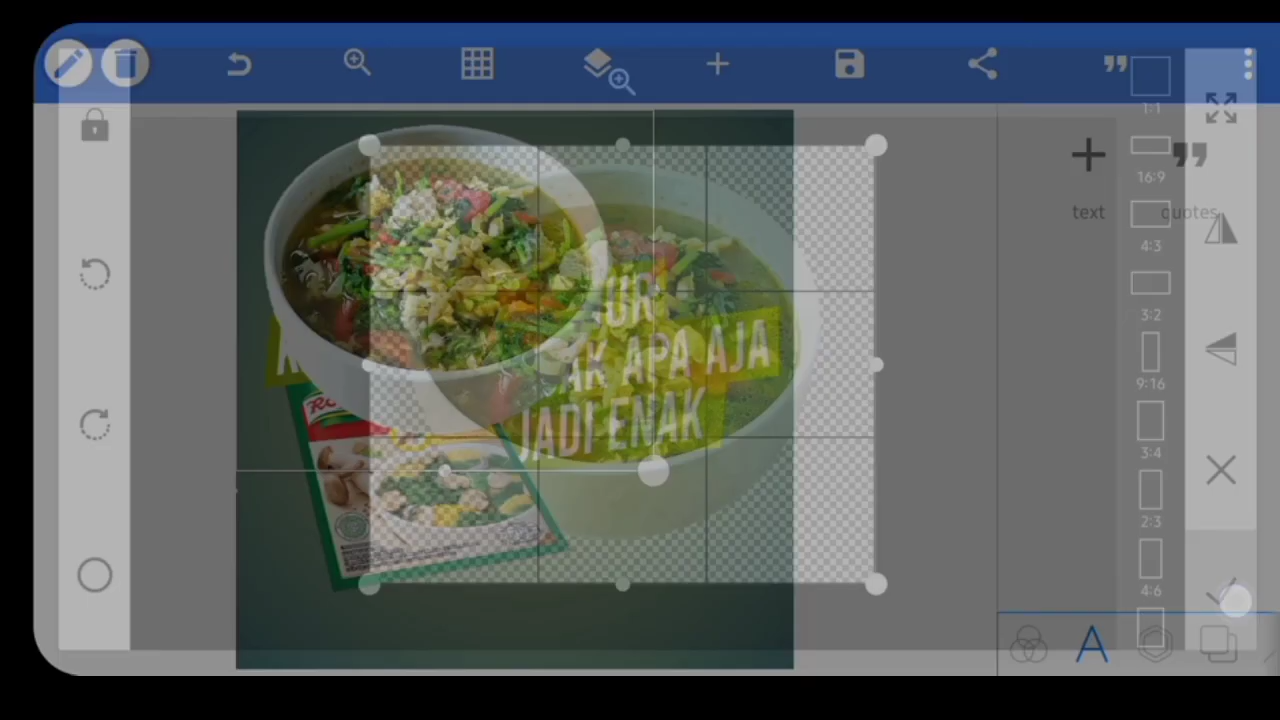 1:1
text
quotes
16:9
4:3
3:2
9:16
3:4
2:3
4:6
UR
AK APA AJA
JADI ENAK